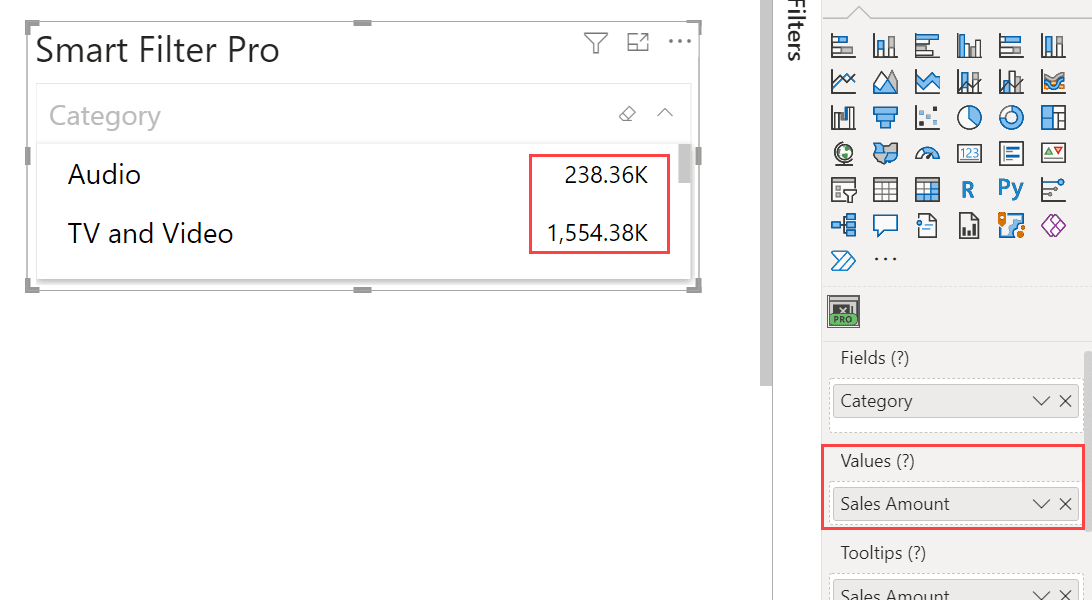 Smart Filter Pro
Category
Audio 238.36K
TV and Video 1,554.38K
Filters
123
R
Py
PRO
Fields (?)
Category
Values (?)
Sales Amount
Tooltips (?)
Sales Amount